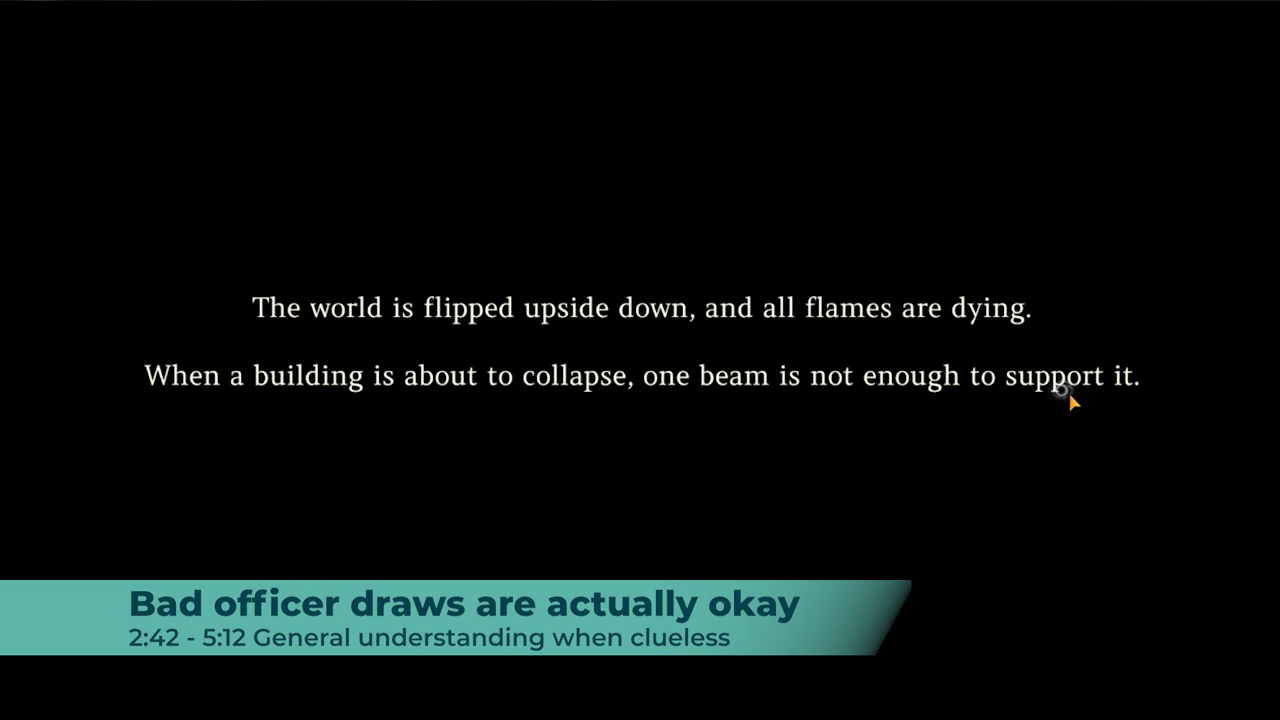 The world is flipped upside down, and all flames are dying.
When a building is about to collapse, one beam is not enough to support it.
Bad officer draws are actually okay
2:42 - 5:12 General understanding when clueless